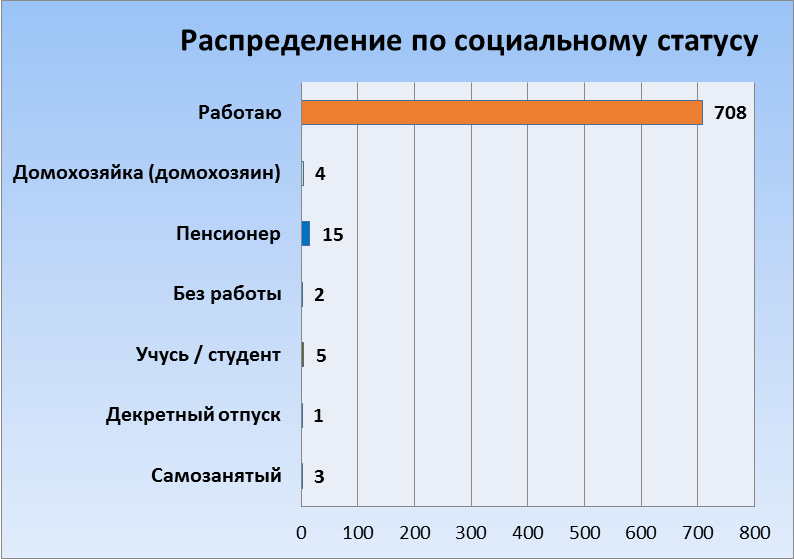 Распределение по социальному статусу
Работаю 708
Домохозяйка (домохозяин) 4
Пенсионер 15
Без работы 2
Учусь / студент 5
Декретный отпуск 1
Самозанятый 3
0 100 200 300 400 500 600 700 800